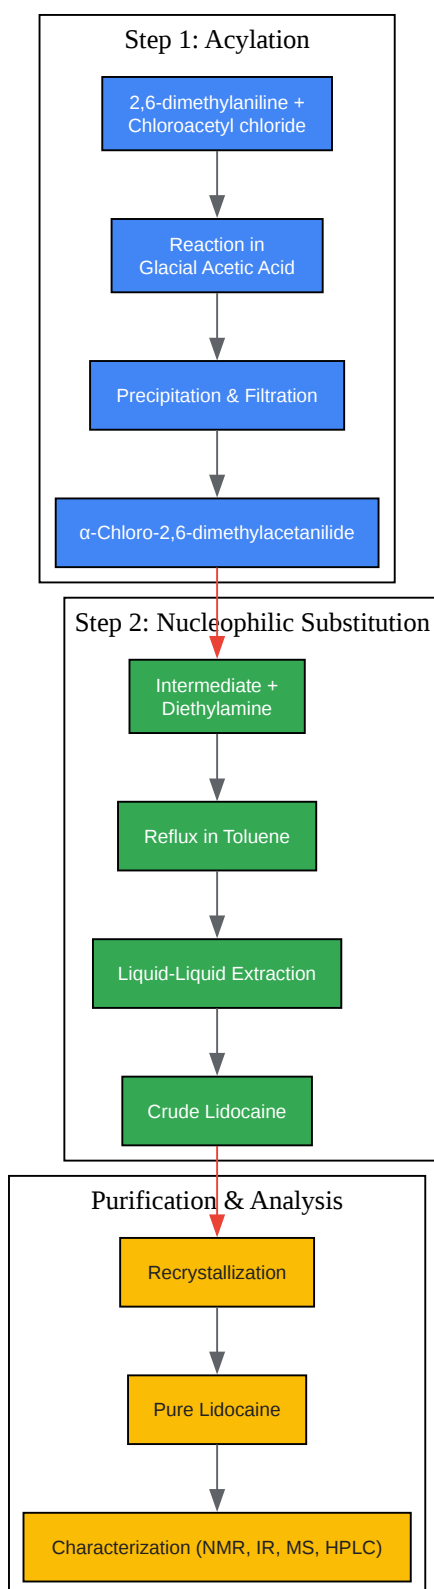 Step 1: Acylation
2,6-dimethylaniline +
Chloroacetyl chloride
Reaction in
Glacial Acetic Acid
Precipitation & Filtration
α-Chloro-2,6-dimethylacetanilide
Step 2: Nucleophilic Substitution
Intermediate +
Diethylamine
Reflux in Toluene
Liquid-Liquid Extraction
Crude Lidocaine
Purification & Analysis
Recrystallization
Pure Lidocaine
Characterization (NMR, IR, MS, HPLC)